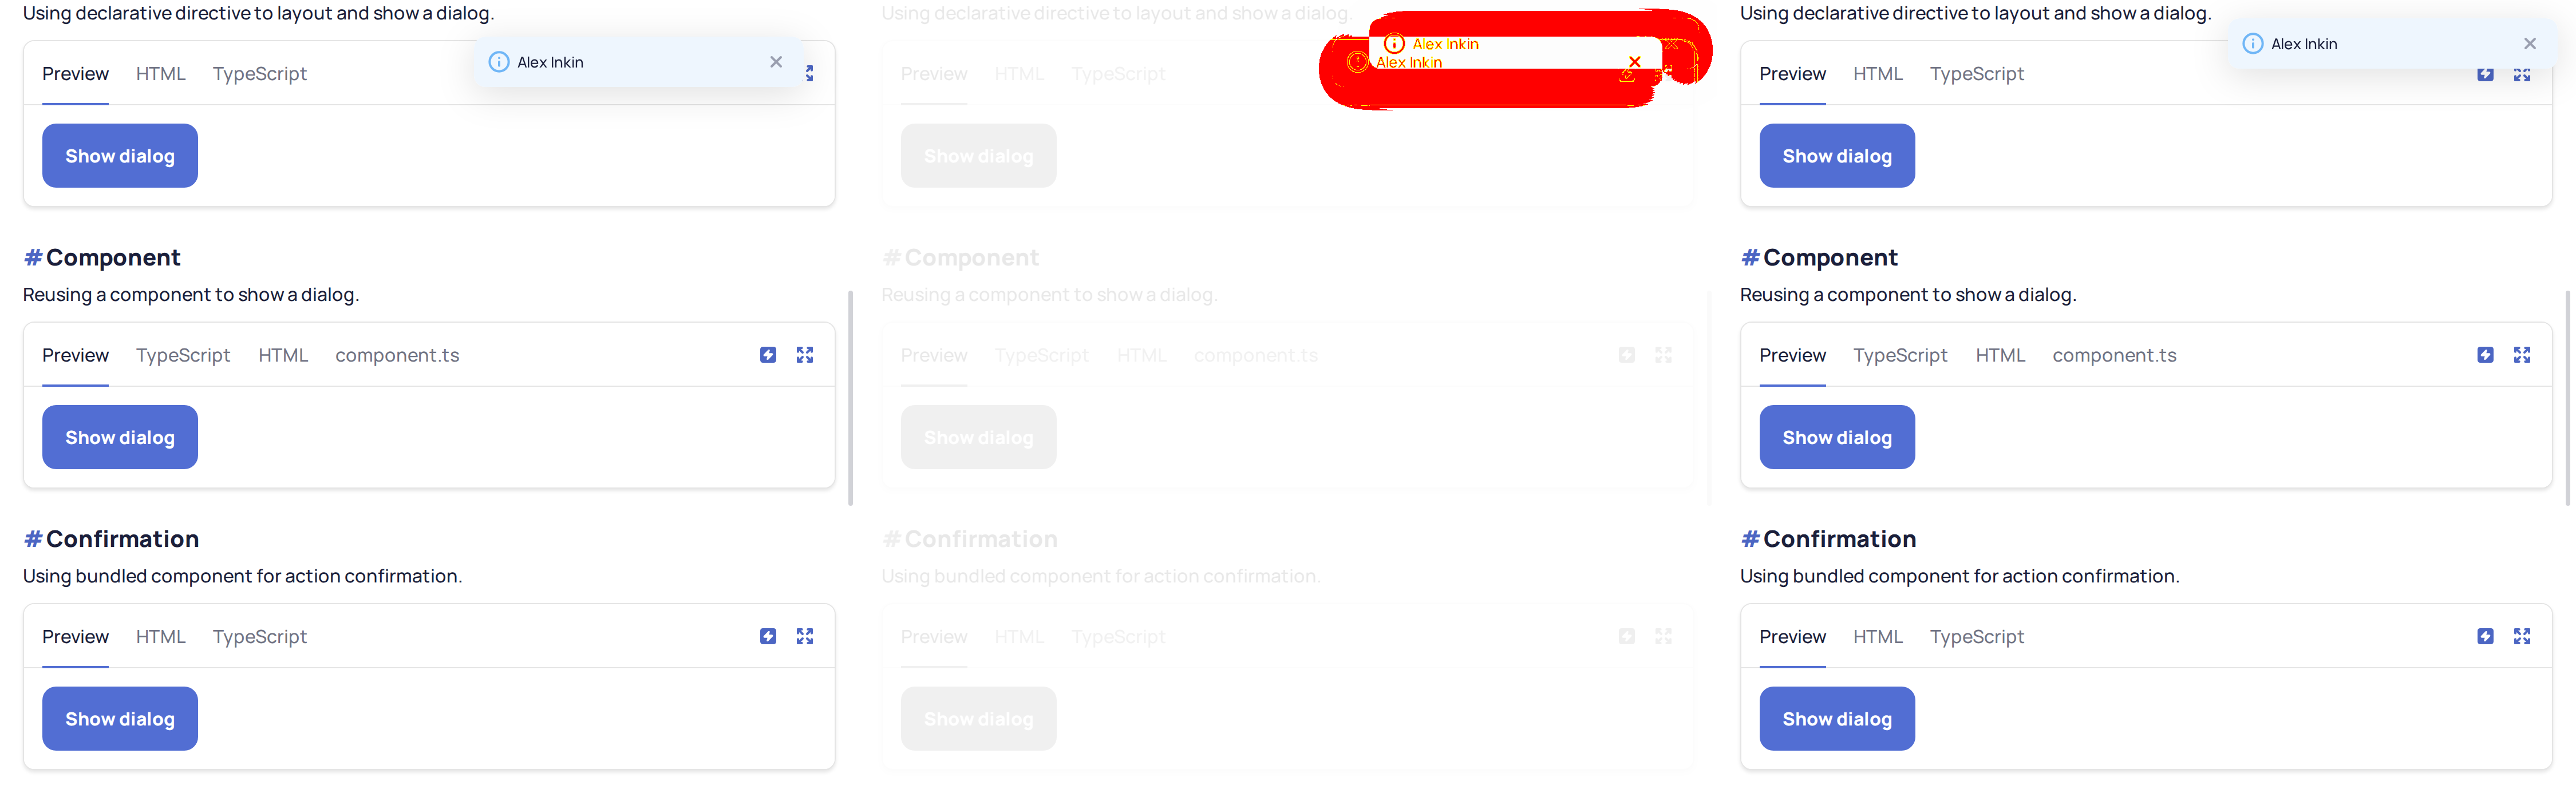 Using declarative directive to layout and show a dialog.
Alex Inkin
Preview HTML TypeScript
Show dialog
# Component
Reusing a component to show a dialog.
Preview TypeScript HTML component.ts
Show dialog
# Confirmation
Using bundled component for action confirmation.
Preview HTML TypeScript
Show dialog
Using declarative directive to layout and show a dialog.
Alex Inkin
Alex Inkin
Preview HTML TypeScript
Show dialog
# Component
Reusing a component to show a dialog.
Preview TypeScript HTML component.ts
Show dialog
# Confirmation
Using bundled component for action confirmation.
Preview HTML TypeScript
Show dialog
Using declarative directive to layout and show a dialog.
Alex Inkin
Preview HTML TypeScript
Show dialog
# Component
Reusing a component to show a dialog.
Preview TypeScript HTML component.ts
Show dialog
# Confirmation
Using bundled component for action confirmation.
Preview HTML TypeScript
Show dialog